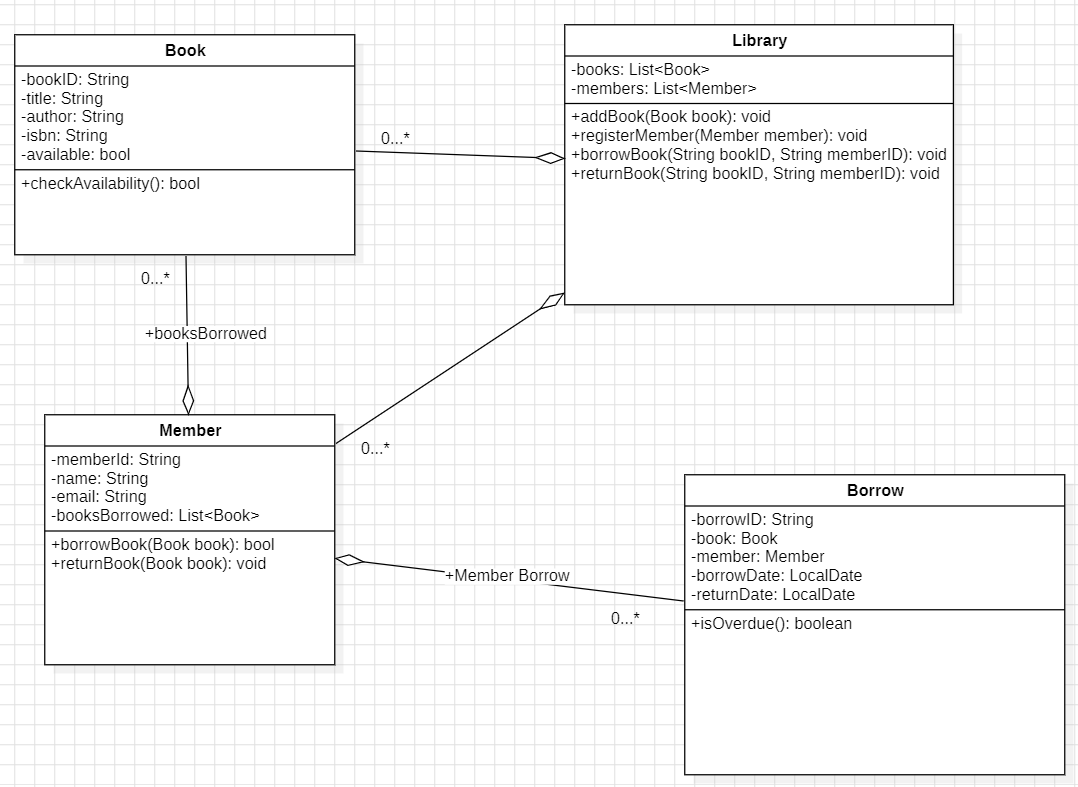 Book
-bookID: String
-title: String
-author: String
-isbn: String
-available: bool
+checkAvailability(): bool
0...*
Library
-books: List<Book>
-members: List<Member>
+addBook(Book book): void
+registerMember(Member member): void
+borrowBook(String bookID, String memberID): void
+returnBook(String bookID, String memberID): void
0...*
+booksBorrowed
Member
-memberId: String
-name: String
-email: String
-booksBorrowed: List<Book>
+borrowBook(Book book): bool
+returnBook(Book book): void
0...*
+Member Borrow
0...*
Borrow
-borrowID: String
-book: Book
-member: Member
-borrowDate: LocalDate
-returnDate: LocalDate
+isOverdue(): boolean